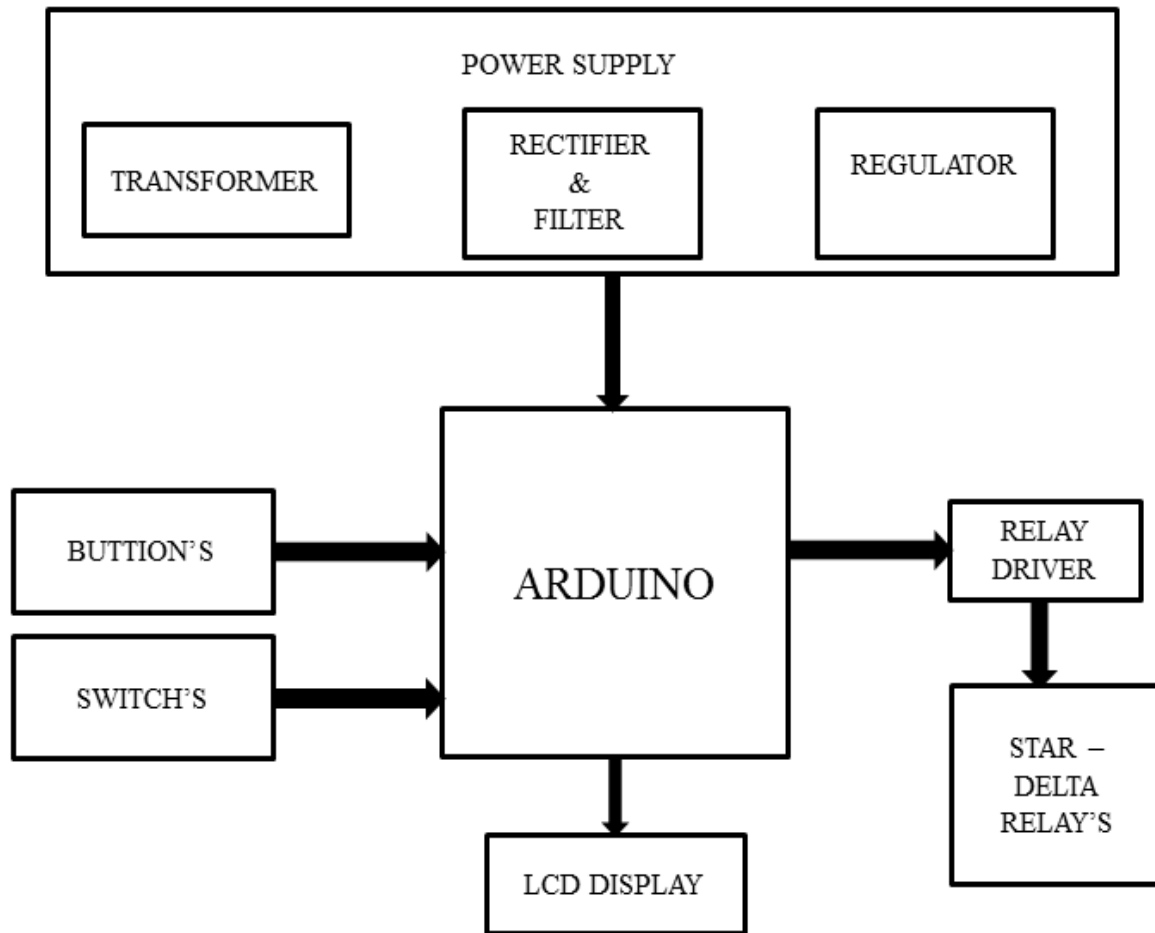 POWER SUPPLY
TRANSFORMER
RECTIFIER
&
FILTER
REGULATOR
BUTTION’S
SWITCH’S
ARDUINO
RELAY
DRIVER
STAR –
DELTA
RELAY’S
LCD DISPLAY